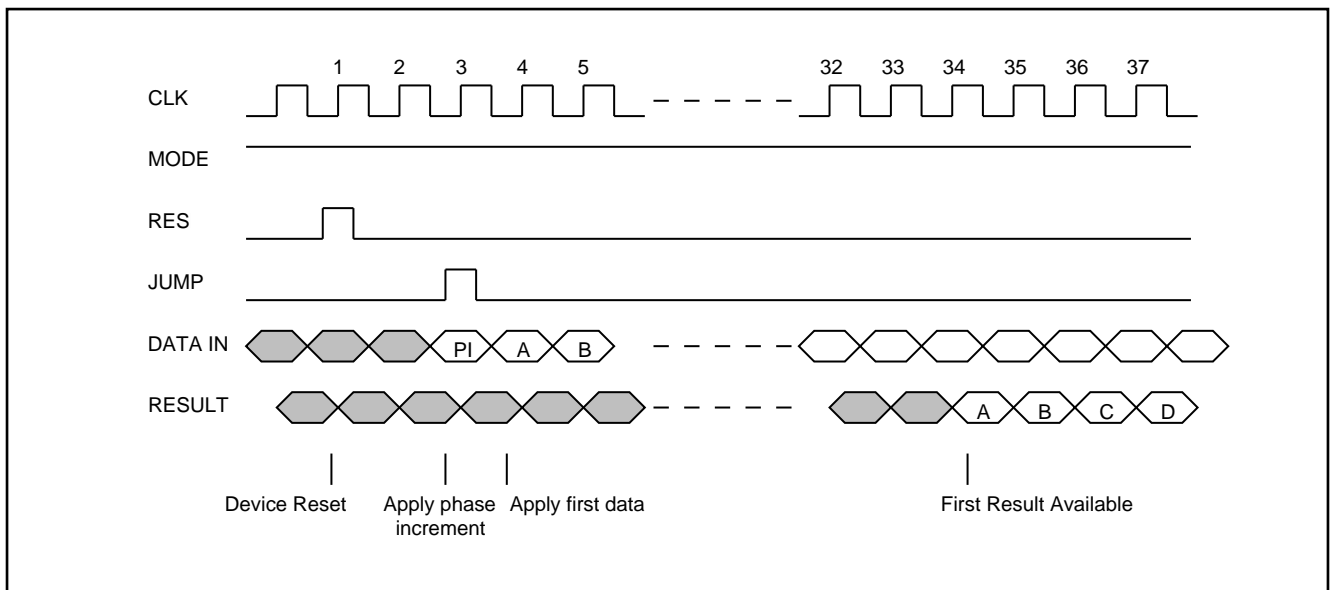 1 2 3 4 5 32 33 34 35 36 37
CLK
MODE
RES
JUMP
DATA IN PI A B
RESULT A B C D
Device Reset
Apply phase
increment
Apply first data
First Result Available